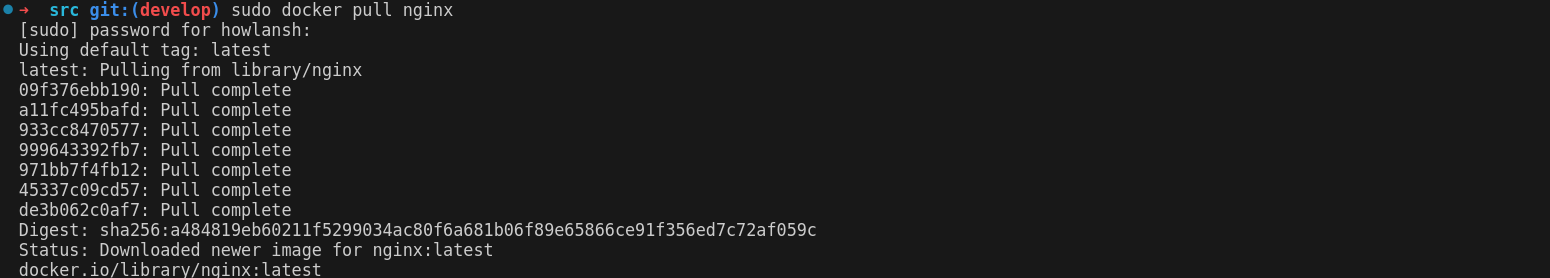 ➜  src git:(develop) sudo docker pull nginx
[sudo] password for howlansh:
Using default tag: latest
latest: Pulling from library/nginx
09f376ebb190: Pull complete
a11fc495bafd: Pull complete
933cc8470577: Pull complete
999643392fb7: Pull complete
971bb7f4fb12: Pull complete
45337c09cd57: Pull complete
de3b062c0af7: Pull complete
Digest: sha256:a484819eb60211f5299034ac80f6a681b06f89e65866ce91f356ed7c72af059c
Status: Downloaded newer image for nginx:latest
docker.io/library/nginx:latest